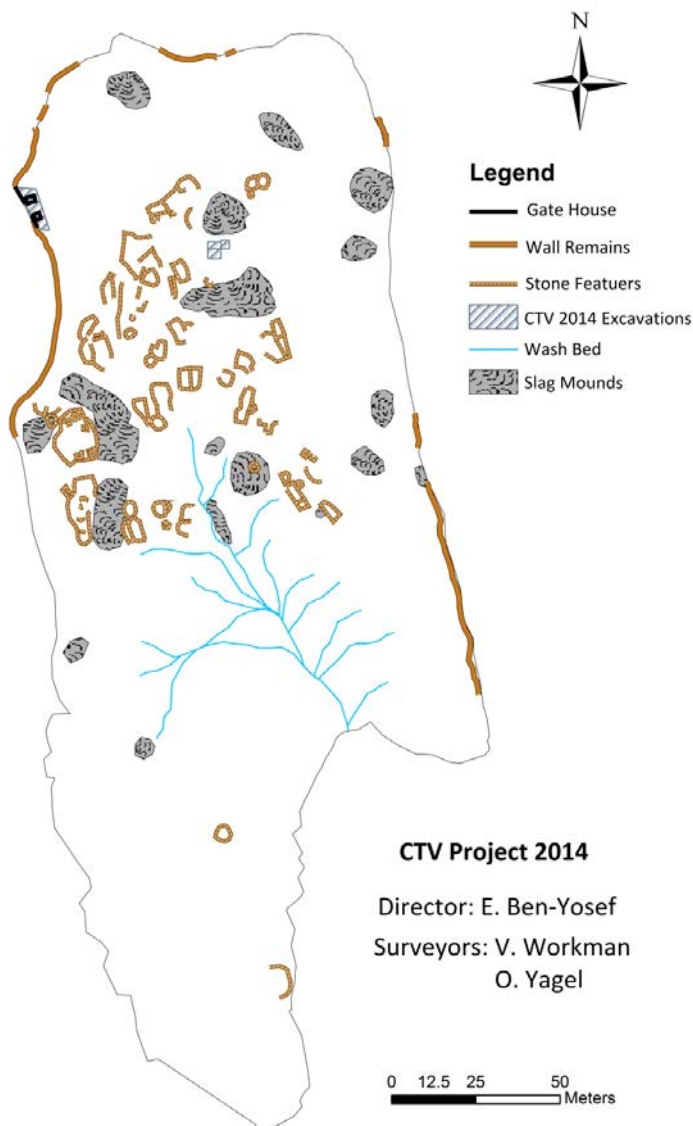 N
Legend
Gate House
Wall Remains
Stone Featuers
CTV 2014 Excavations
Wash Bed
Slag Mounds
CTV Project 2014
Director: E. Ben-Yosef
Surveyors: V. Workman
O. Yagel
0 12.5 25 50
Meters